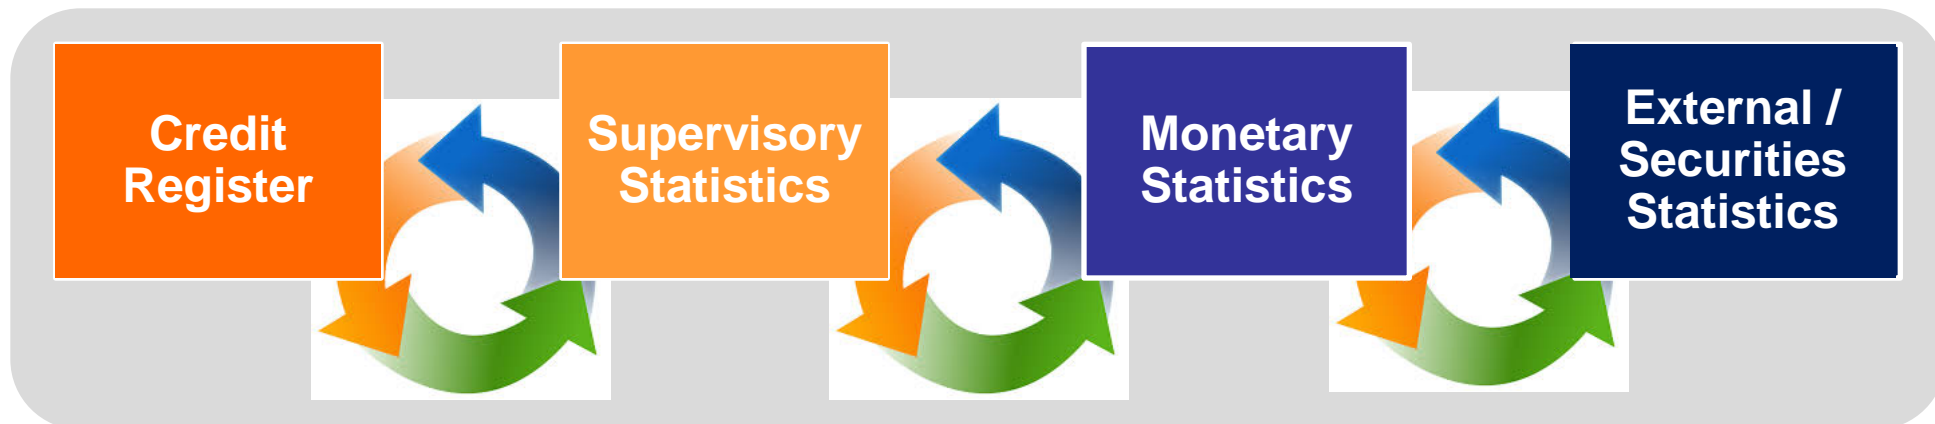 Credit
Register
Supervisory
Statistics
Monetary
Statistics
External /
Securities
Statistics